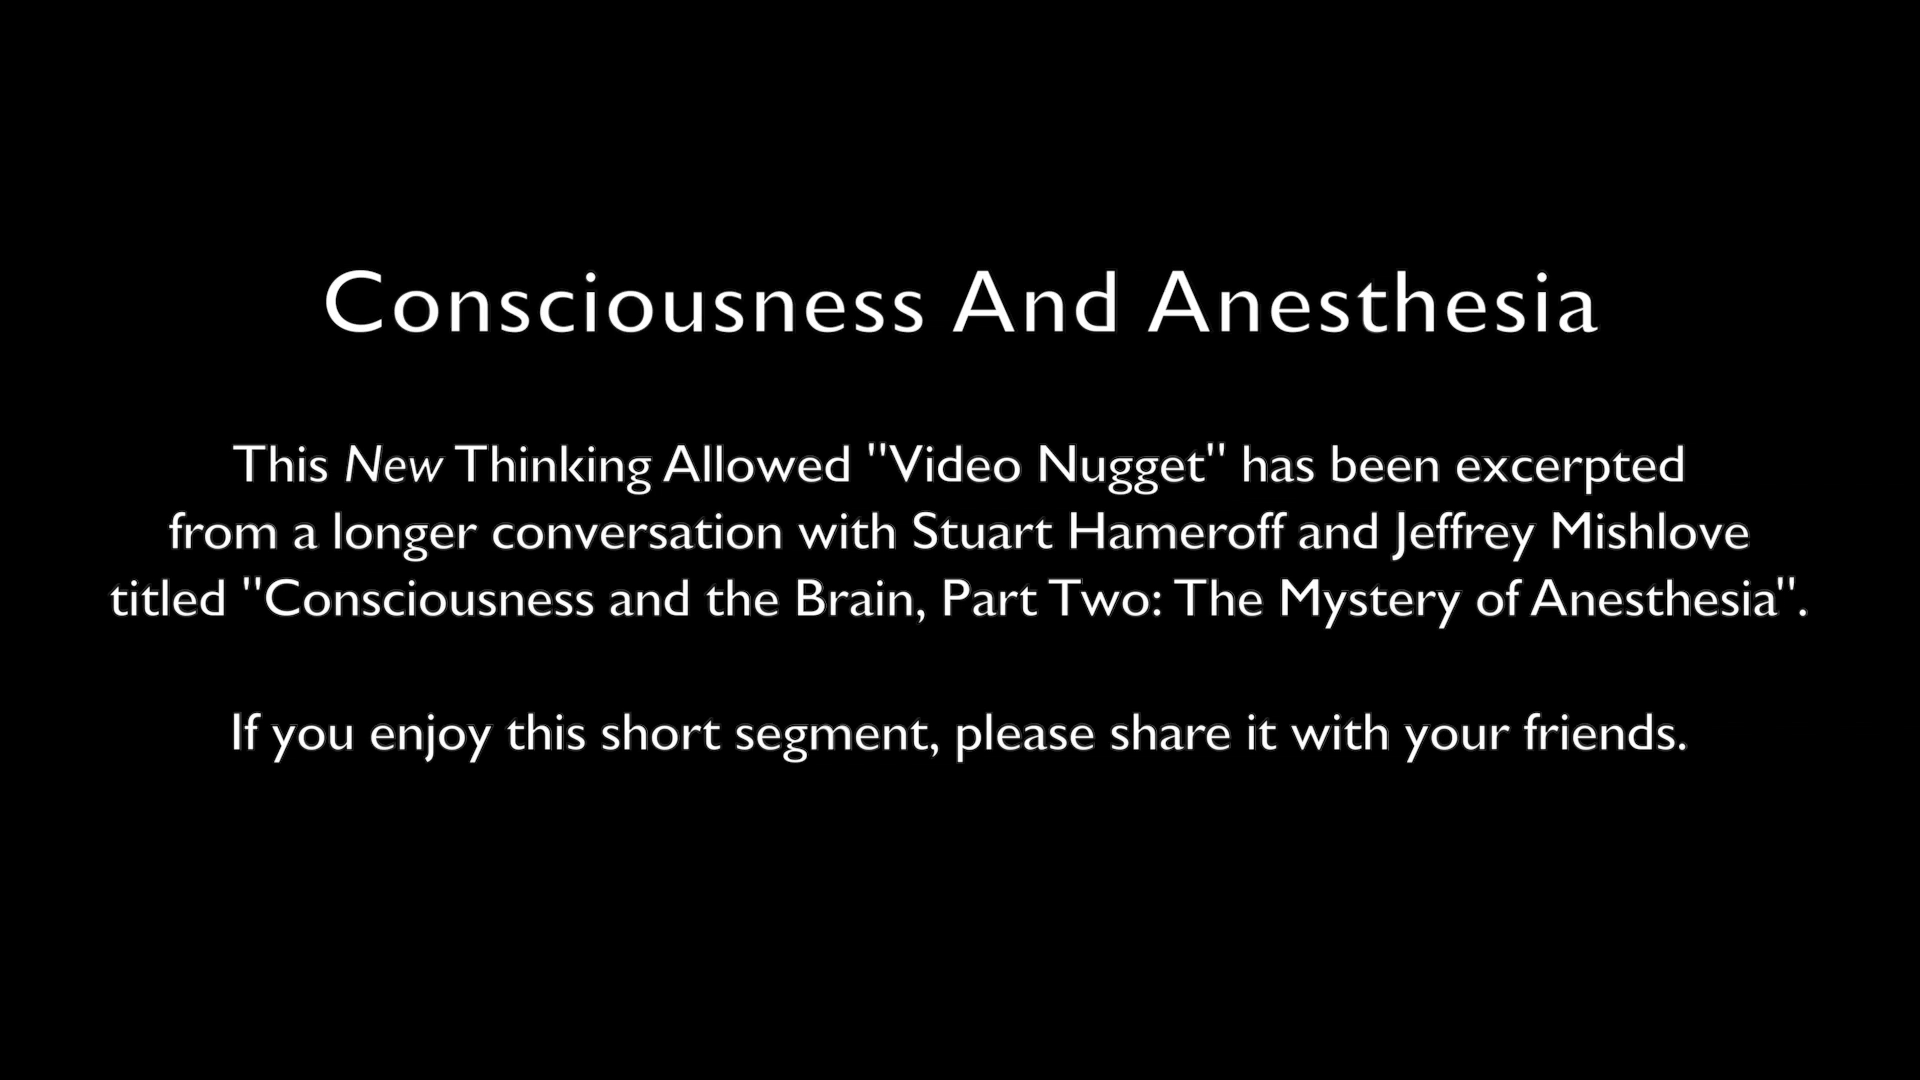 Consciousness And Anesthesia
This New Thinking Allowed "Video Nugget" has been excerpted
from a longer conversation with Stuart Hameroff and Jeffrey Mishlove
titled "Consciousness and the Brain, Part Two: The Mystery of Anesthesia".
If you enjoy this short segment, please share it with your friends.